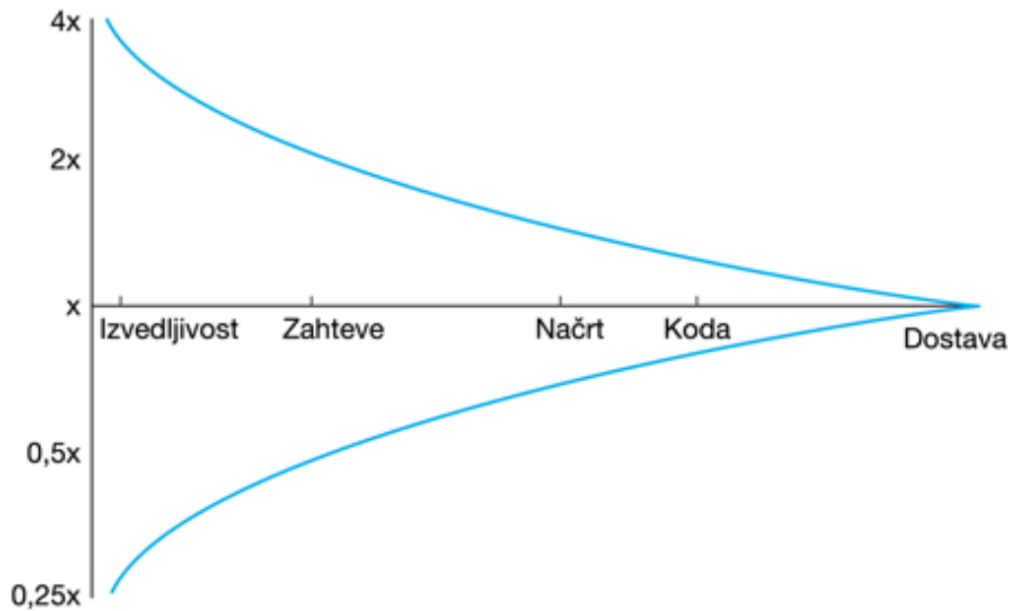 4x
2x
x
Izvedljivost
Zahteve
Načrt
Koda
Dostava
0,5x
0,25x